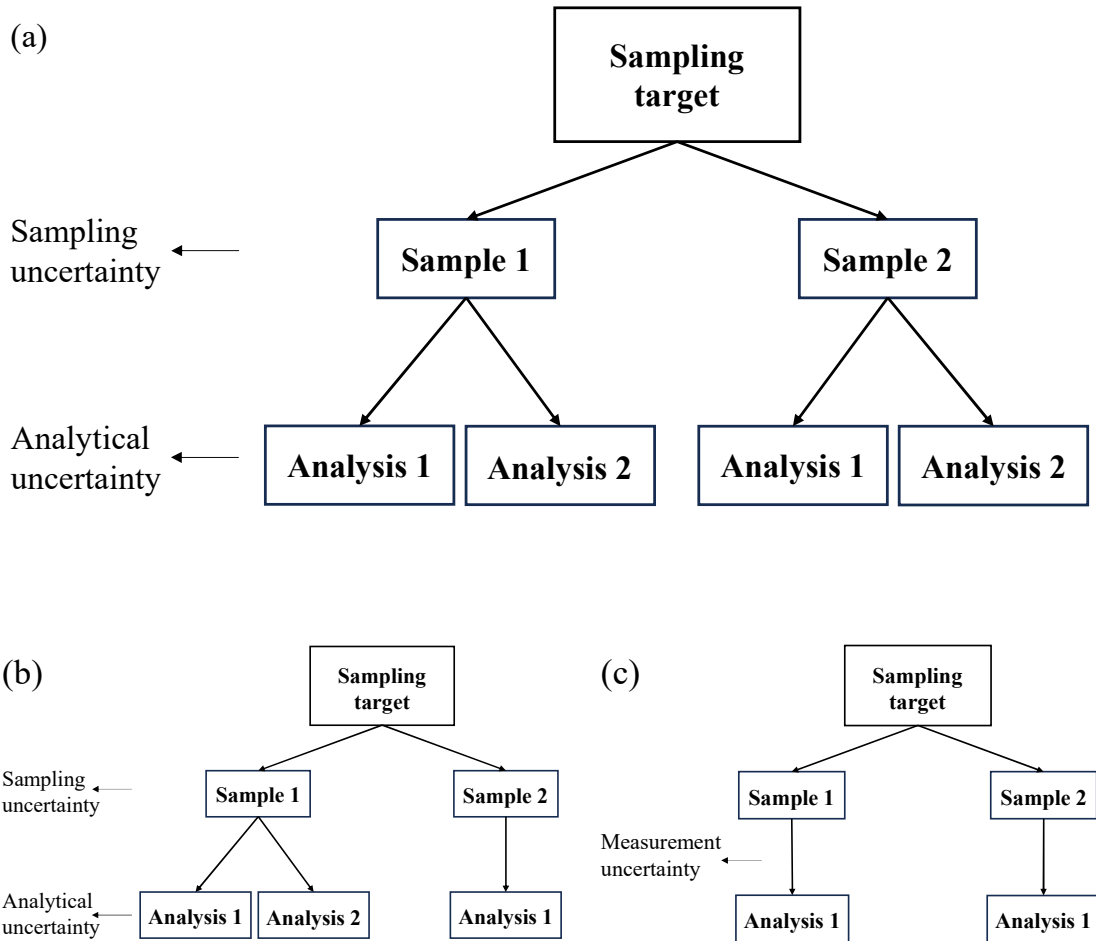 (a)
Sampling
target
Sampling
uncertainty
Sample 1
Sample 2
Analytical
uncertainty
Analysis 1
Analysis 2
Analysis 1
Analysis 2
(b)
Sampling
target
Sampling
uncertainty
Sample 1
Sample 2
Analytical
uncertainty
Analysis 1
Analysis 2
Analysis 1
(c)
Sampling
target
Sample 1
Sample 2
Measurement
uncertainty
Analysis 1
Analysis 1